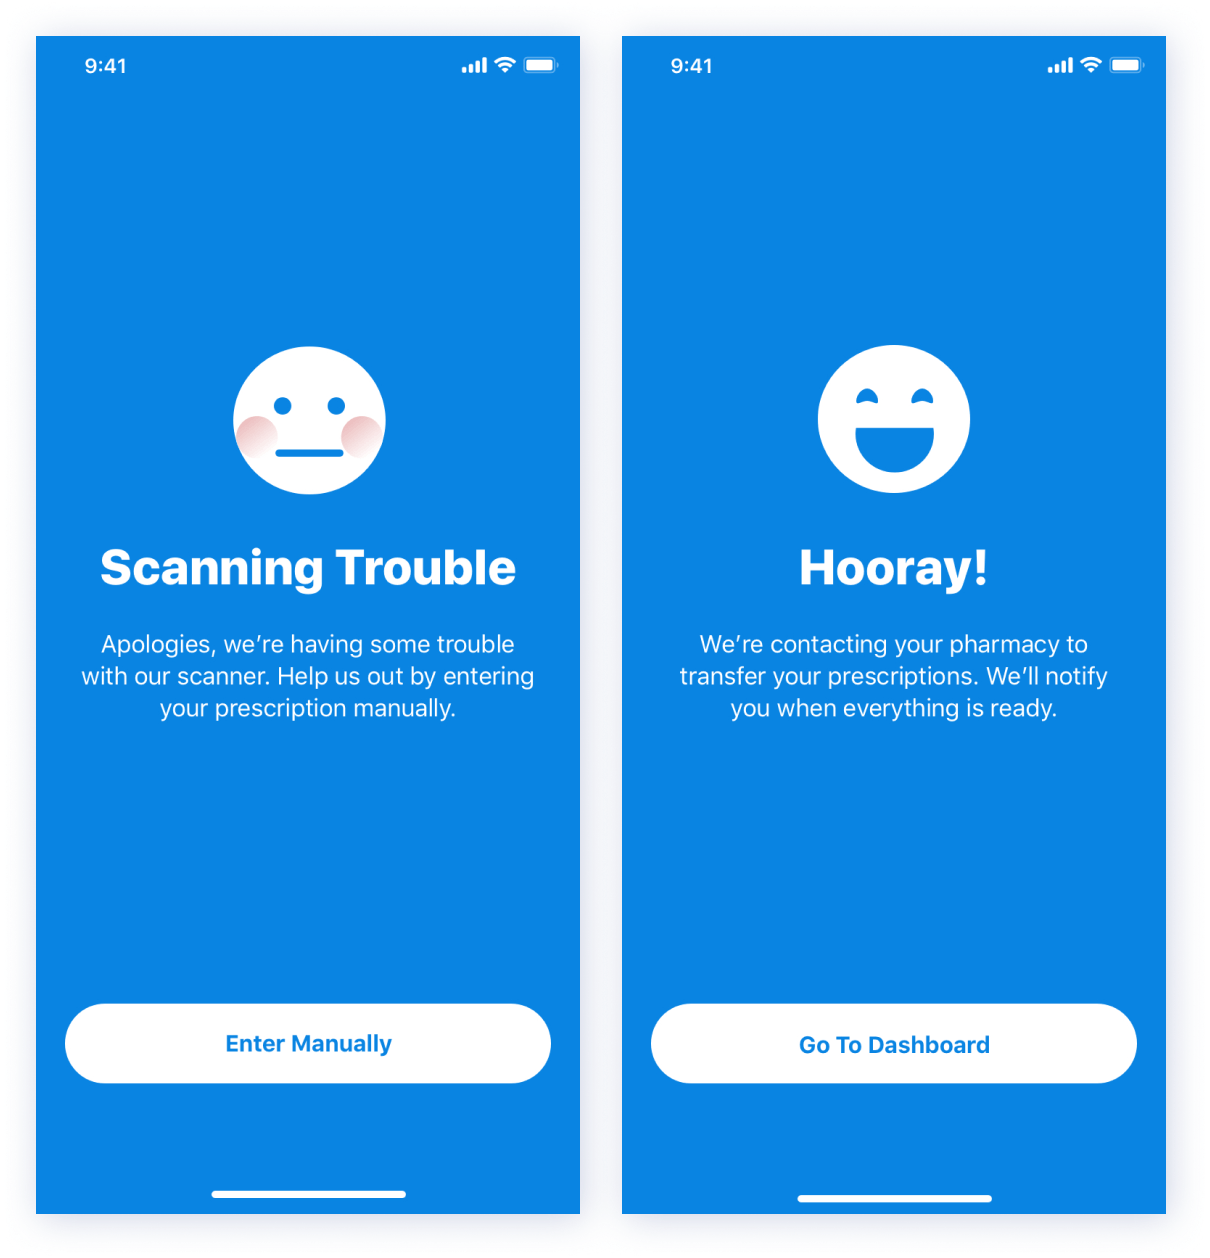 9:41
Scanning Trouble
Apologies, we’re having some trouble
with our scanner. Help us out by entering
your prescription manually.
Enter Manually
9:41
Hooray!
We’re contacting your pharmacy to
transfer your prescriptions. We’ll notify
you when everything is ready.
Go To Dashboard